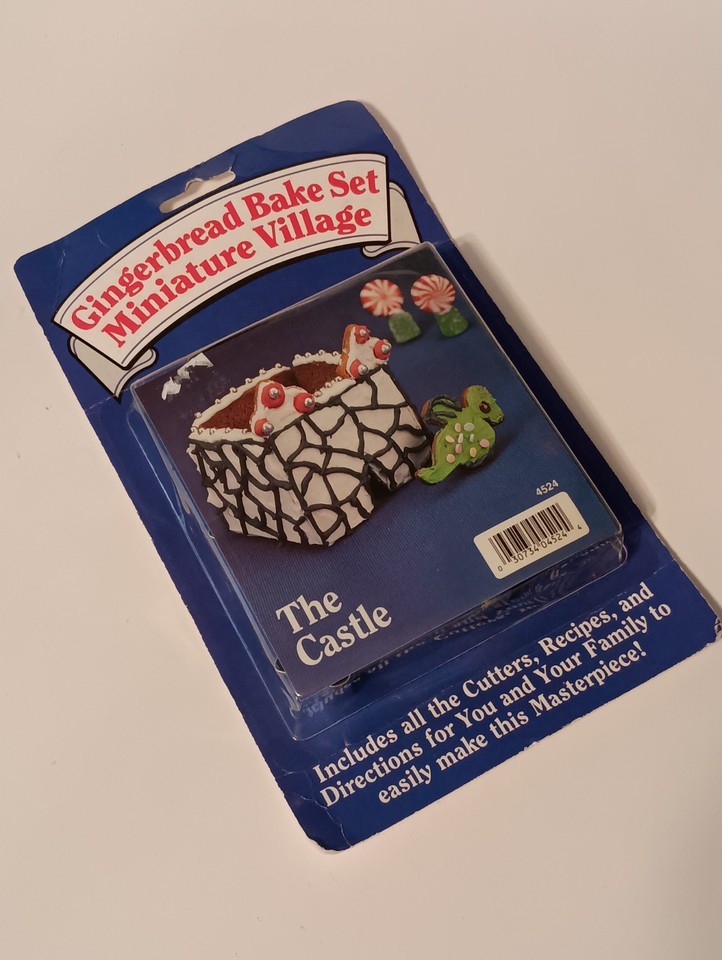 Gingerbread Bake Set
Miniature Village
4524
0 30734 04524 4
The
Castle
Includes all the Cutters, Recipes, and
Directions for You and Your Family to
easily make this Masterpiece!